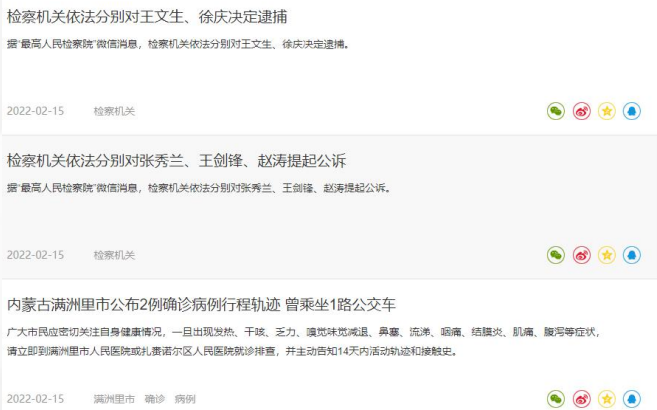 检察机关依法分别对王文生、徐庆决定逮捕
据“最高人民检察院”微信消息，检察机关依法分别对王文生、徐庆决定逮捕。
2022-02-15 检察机关
检察机关依法分别对张秀兰、王剑锋、赵涛提起公诉
据“最高人民检察院”微信消息，检察机关依法分别对张秀兰、王剑锋、赵涛提起公诉。
2022-02-15 检察机关
内蒙古满洲里市公布2例确诊病例行程轨迹 曾乘坐1路公交车
广大市民应密切关注自身健康情况，一旦出现发热、干咳、乏力、嗅觉味觉减退、鼻塞、流涕、咽痛、结膜炎、肌痛、腹泻等症状，
请立即到满洲里市人民医院或扎赉诺尔区人民医院就诊排查，并主动告知14天内活动轨迹和接触史。
2022-02-15 满洲里市 确诊 病例